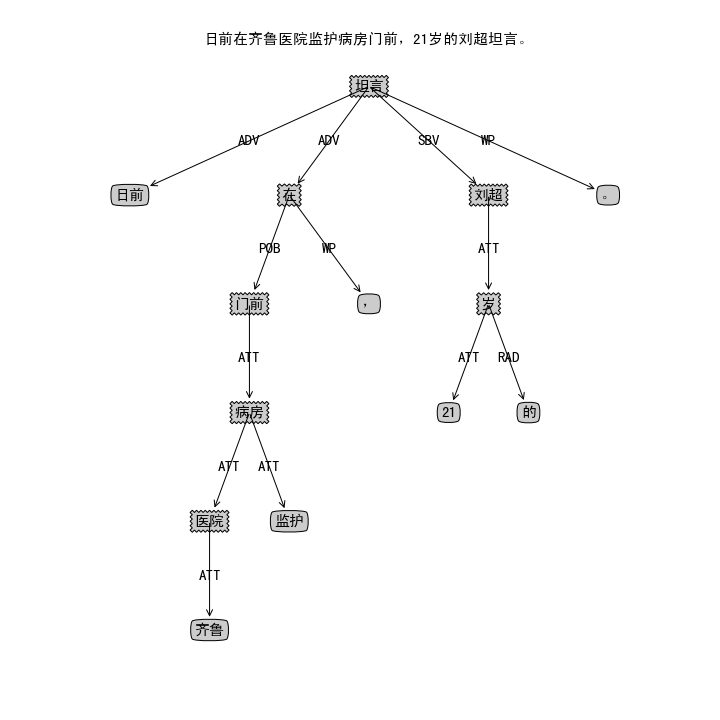 日前在齐鲁医院监护病房门前，21岁的刘超坦言。
坦言
ADV ADV SBV WP
日前 在 刘超 。
POB WP ATT
门前 ， 岁
ATT ATT RAD
病房 21 的
ATT ATT
医院 监护
ATT
齐鲁